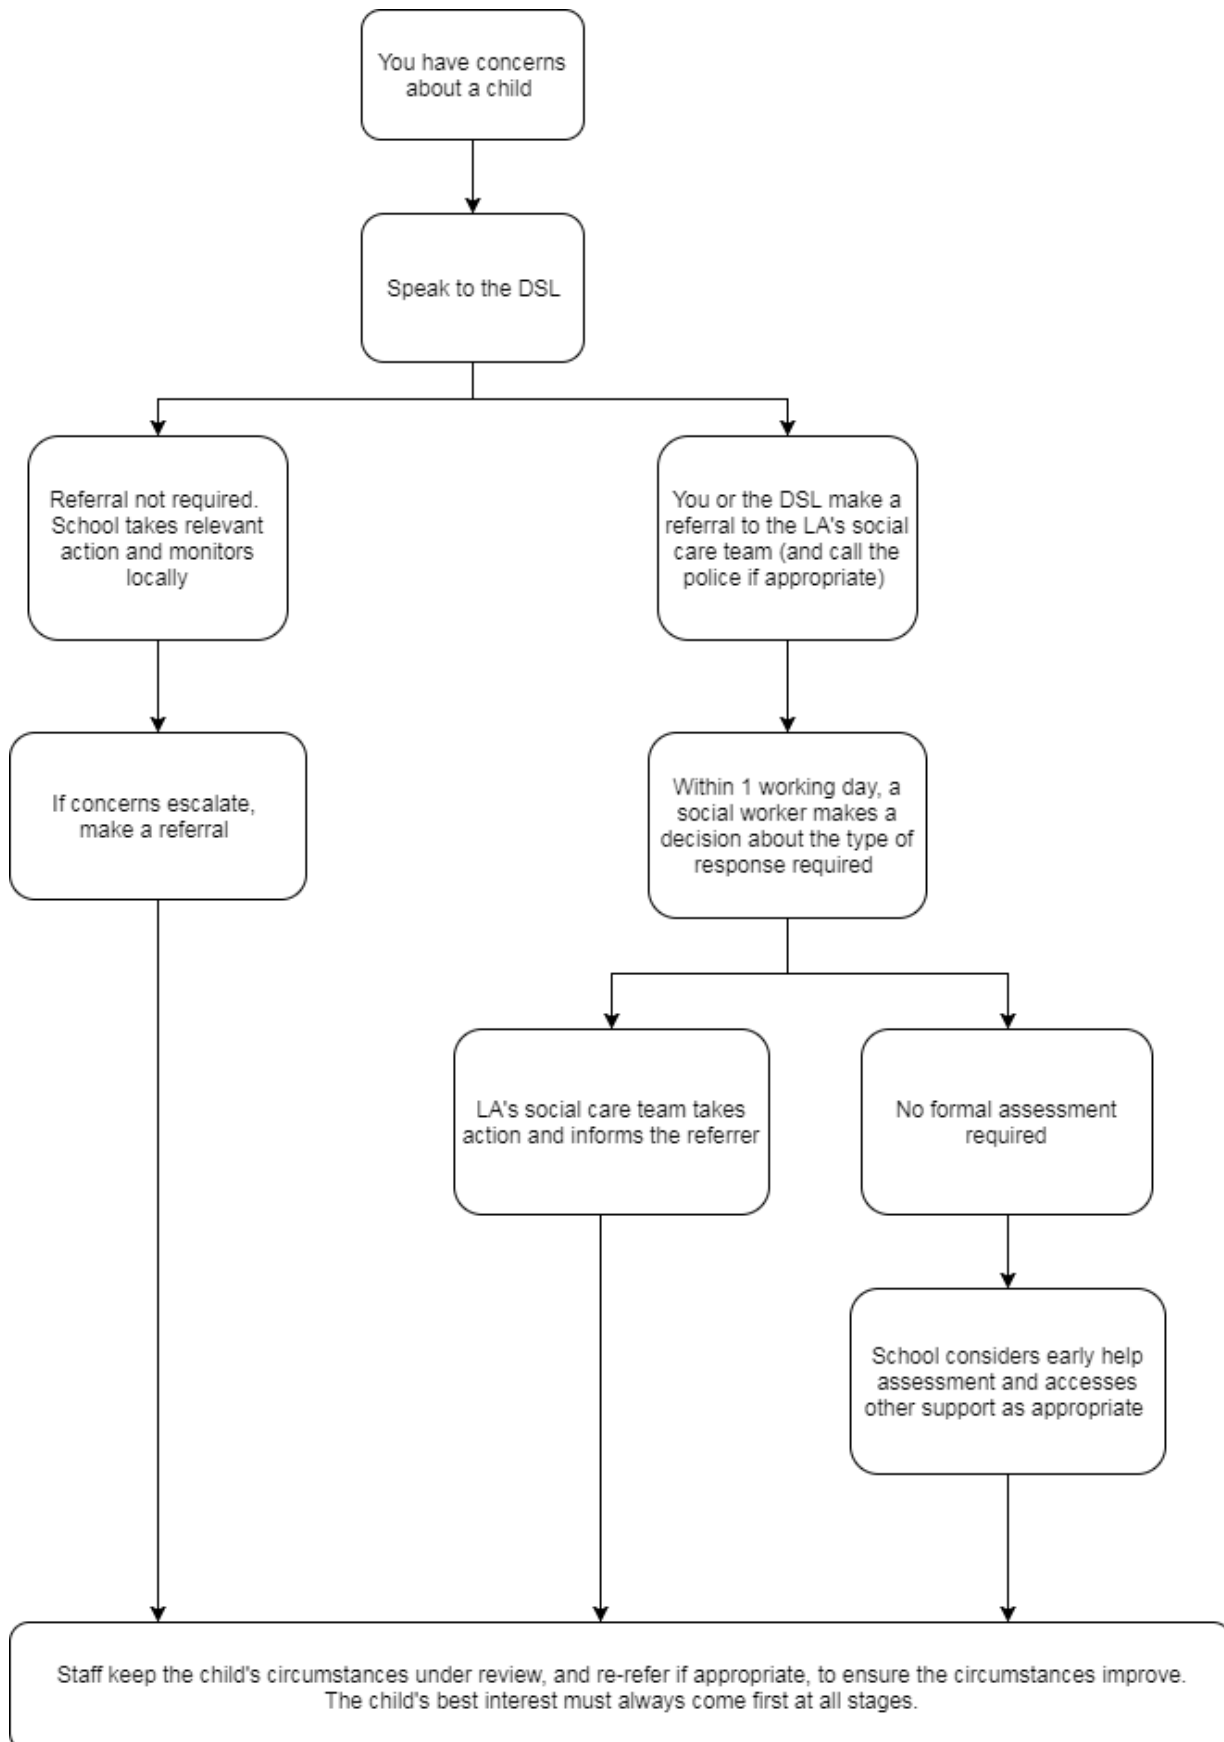 You have concerns
about a child
Speak to the DSL
Referral not required.
School takes relevant
action and monitors
locally
You or the DSL make a
referral to the LA's social
care team (and call the
police if appropriate)
If concerns escalate,
make a referral
Within 1 working day, a
social worker makes a
decision about the type of
response required
LA's social care team takes
action and informs the referrer
No formal assessment
required
School considers early help
assessment and accesses
other support as appropriate
Staff keep the child's circumstances under review, and re-refer if appropriate, to ensure the circumstances improve.
The child's best interest must always come first at all stages.